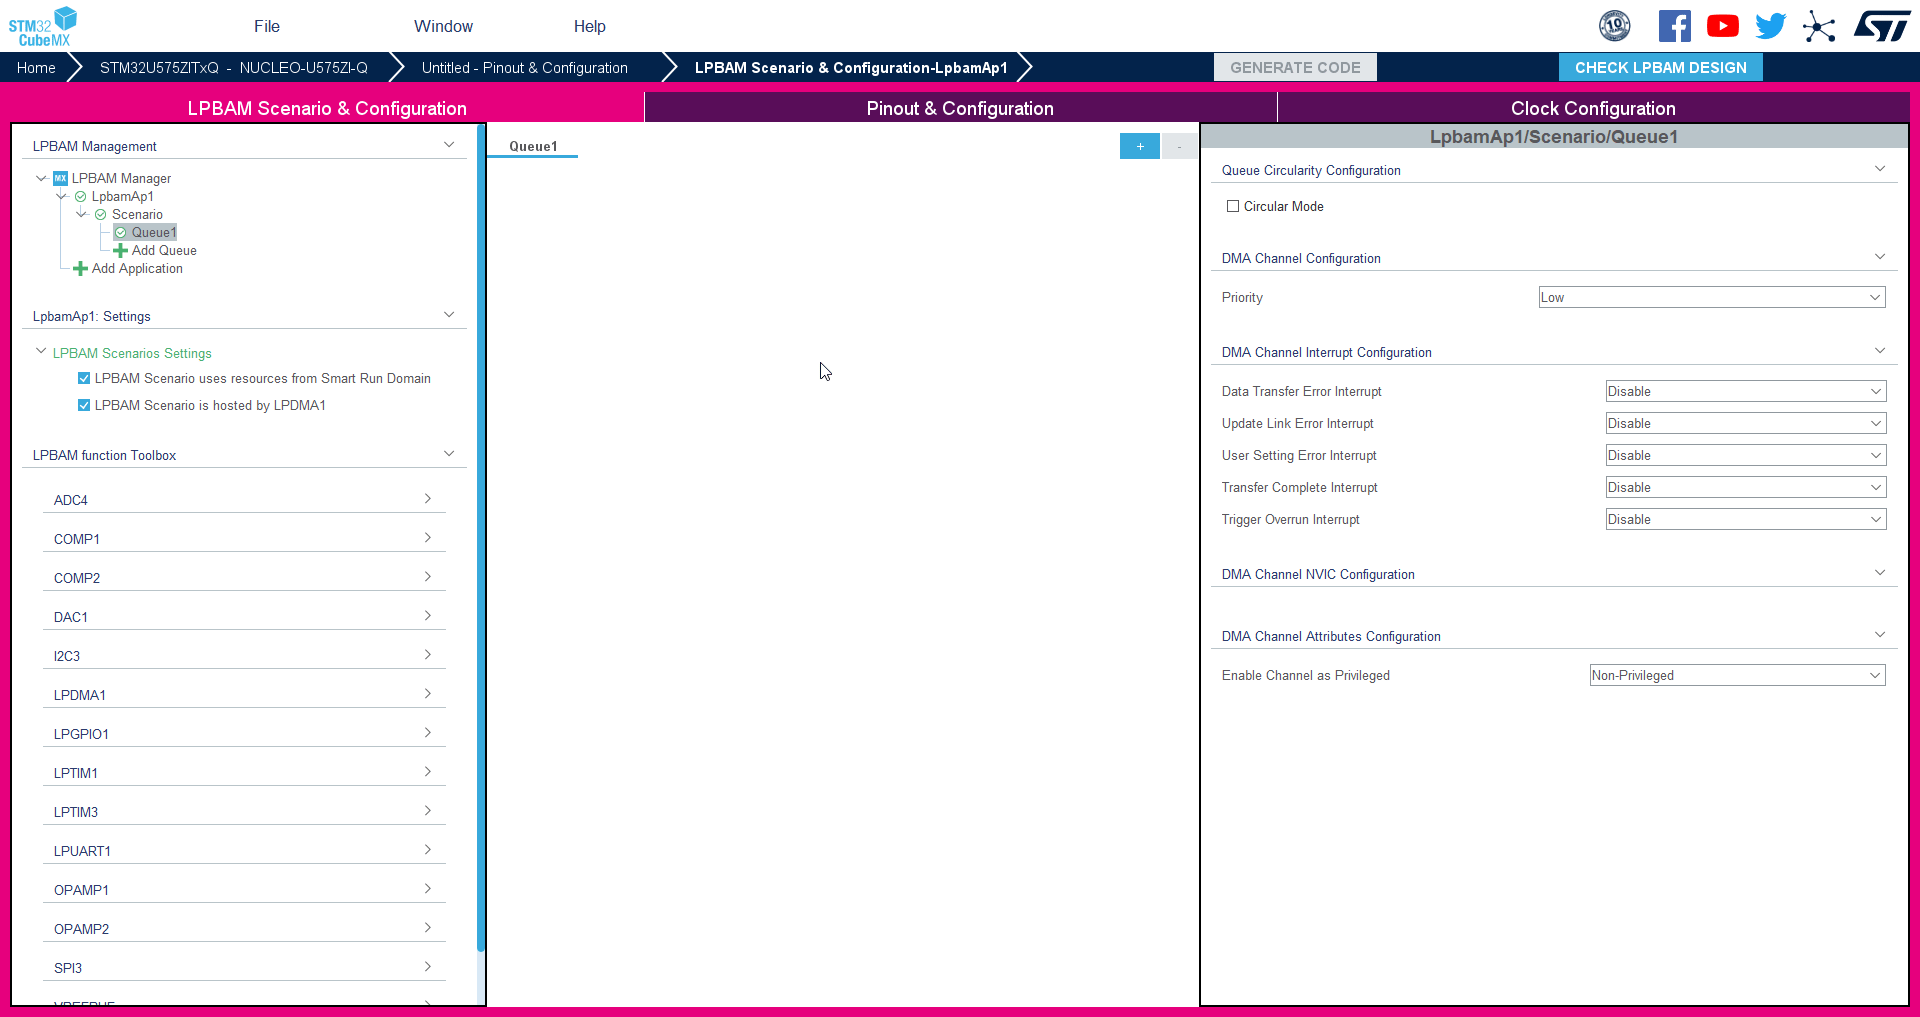 STM32
CubeMX
File
Window
Help
10
Home
STM32U575ZITxQ - NUCLEO-U575ZI-Q
Untitled - Pinout & Configuration
LPBAM Scenario & Configuration-LpbamAp1
GENERATE CODE
CHECK LPBAM DESIGN
LPBAM Scenario & Configuration
Pinout & Configuration
Clock Configuration
LPBAM Management
MX LPBAM Manager
LpbamAp1
Scenario
Queue1
Add Queue
Add Application
LpbamAp1: Settings
LPBAM Scenarios Settings
LPBAM Scenario uses resources from Smart Run Domain
LPBAM Scenario is hosted by LPDMA1
LPBAM function Toolbox
ADC4
COMP1
COMP2
DAC1
I2C3
LPDMA1
LPGPIO1
LPTIM1
LPTIM3
LPUART1
OPAMP1
OPAMP2
SPI3
Queue1
+
-
LpbamAp1/Scenario/Queue1
Queue Circularity Configuration
Circular Mode
DMA Channel Configuration
Priority
Low
DMA Channel Interrupt Configuration
Data Transfer Error Interrupt
Disable
Update Link Error Interrupt
Disable
User Setting Error Interrupt
Disable
Transfer Complete Interrupt
Disable
Trigger Overrun Interrupt
Disable
DMA Channel NVIC Configuration
DMA Channel Attributes Configuration
Enable Channel as Privileged
Non-Privileged